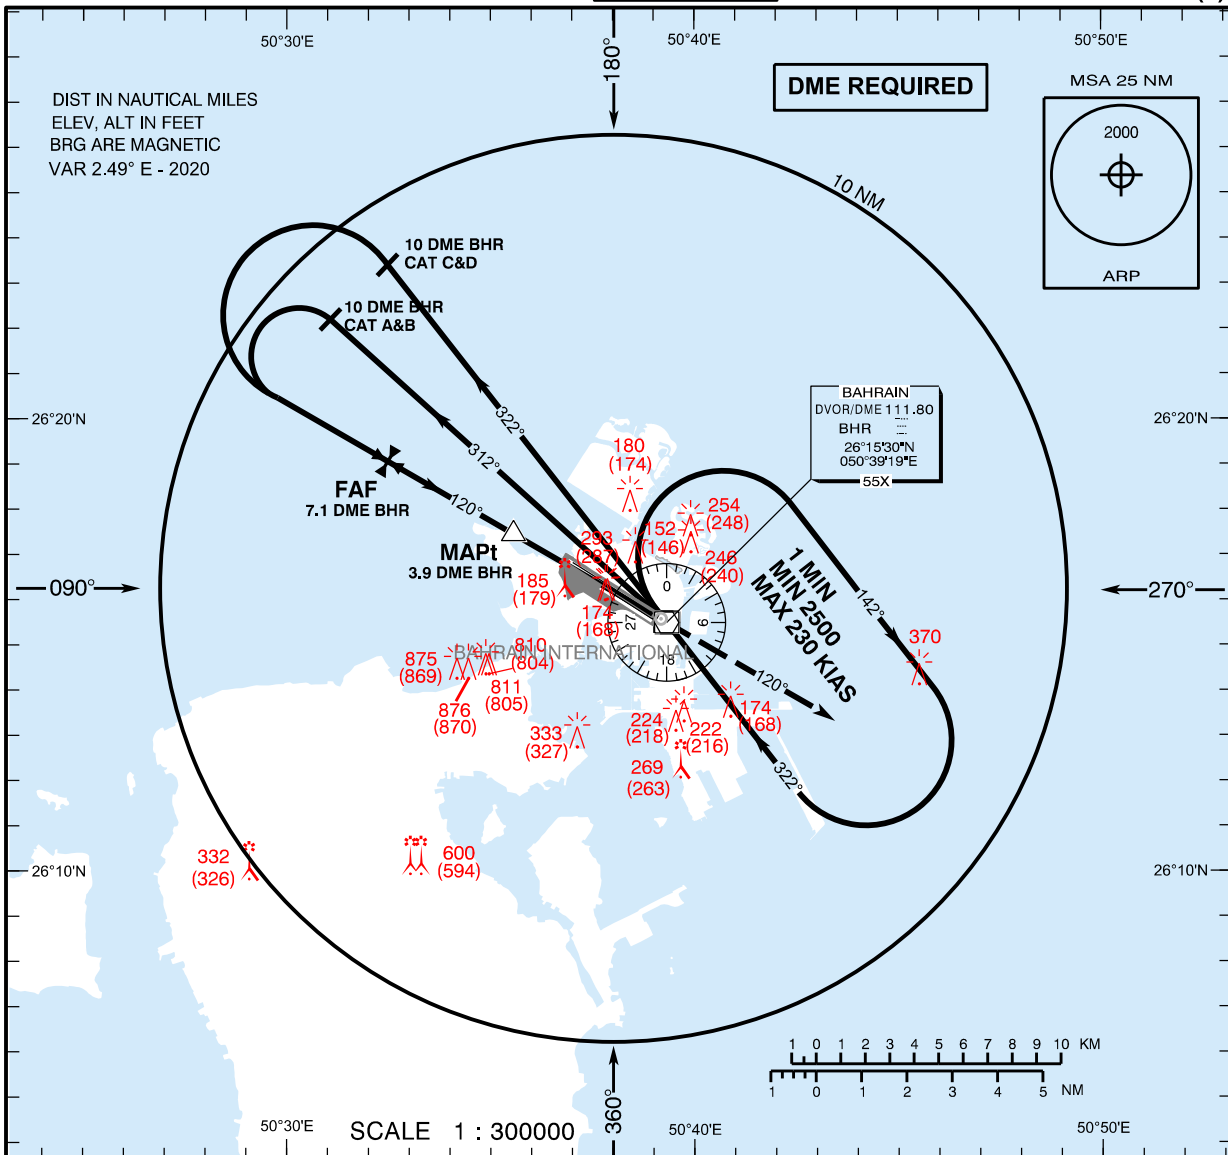 50°30'E
180°
50°40'E
50°50'E
DME REQUIRED
MSA 25 NM
2000
ARP
DIST IN NAUTICAL MILES
ELEV, ALT IN FEET
BRG ARE MAGNETIC
VAR 2.49° E - 2020
10 NM
10 DME BHR
CAT C&D
10 DME BHR
CAT A&B
322°
312°
120°
26°20'N
26°20'N
BAHRAIN
DVOR/DME 111.80
BHR
26°15'30"N
050°39'19"E
55X
FAF
7.1 DME BHR
MAPt
3.9 DME BHR
180
(174)
254
(248)
152
(146)
246
(240)
293
(287)
185
(179)
174
(168)
090°
270°
0
9
18
27
1 MIN
MIN 2500
MAX 230 KIAS
142°
370
BAHRAIN INTERNATIONAL
875
(869)
810
(804)
811
(805)
876
(870)
120°
174
(168)
224
(218)
222
(216)
333
(327)
269
(263)
322°
332
(326)
600
(594)
26°10'N
26°10'N
1 0 1 2 3 4 5 6 7 8 9 10 KM
1 0 1 2 3 4 5 NM
360°
50°30'E
SCALE 1 : 300000
50°40'E
50°50'E